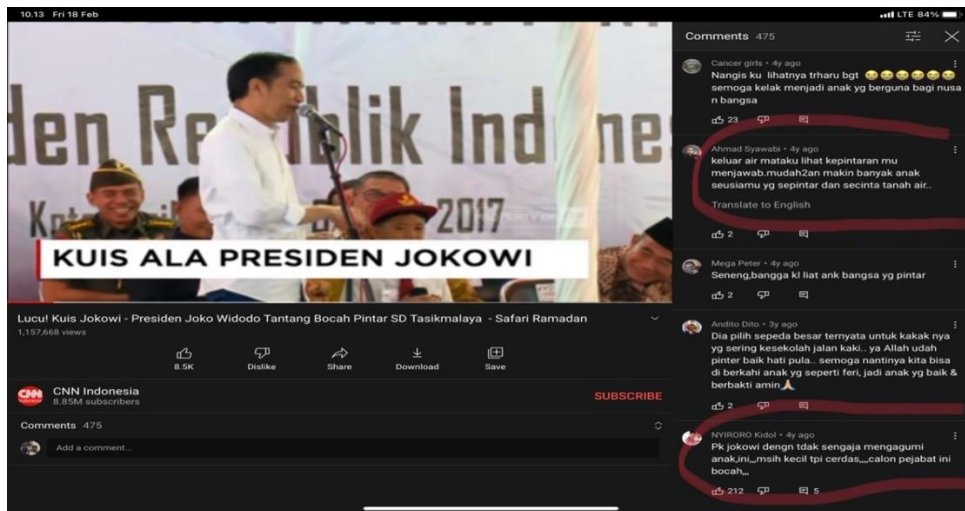 10.13 Fri 18 Feb
LTE 84%
den Republik Indone
2017
KUIS ALA PRESIDEN JOKOWI
Lucu! Kuis Jokowi - Presiden Joko Widodo Tantang Bocah Pintar SD Tasikmalaya - Safari Ramadan
1,157,668 views
8.5K
Dislike
Share
Download
Save
CNN
CNN Indonesia
8.85M subscribers
SUBSCRIBE
Comments 475
Add a comment...
Comments 475
Cancer girls • 4y ago
Nangis ku lihatnya trharu bgt 😂😂😂😂😂😂
semoga kelak menjadi anak yg berguna bagi nusa
n bangsa
23
Ahmad Syawabi • 4y ago
keluar air mataku lihat kepintaran mu
menjawab.mudah2an makin banyak anak
seusiamu yg sepintar dan secinta tanah air..
Translate to English
2
Mega Peter • 4y ago
Seneng,bangga kl liat ank bangsa yg pintar
2
Andito Dito • 3y ago
Dia pilih sepeda besar ternyata untuk kakak nya
yg sering kesekolah jalan kaki.. ya Allah udah
pinter baik hati pula.. semoga nantinya kita bisa
di berkahi anak yg seperti feri, jadi anak yg baik &
berbakti amin🙏
2
NYIRORO Kidol • 4y ago
Pk jokowi dengn tdak sengaja mengagumi
anak,ini,,,msih kecil tpi cerdas,,,,calon pejabat ini
bocah,,,
212 5